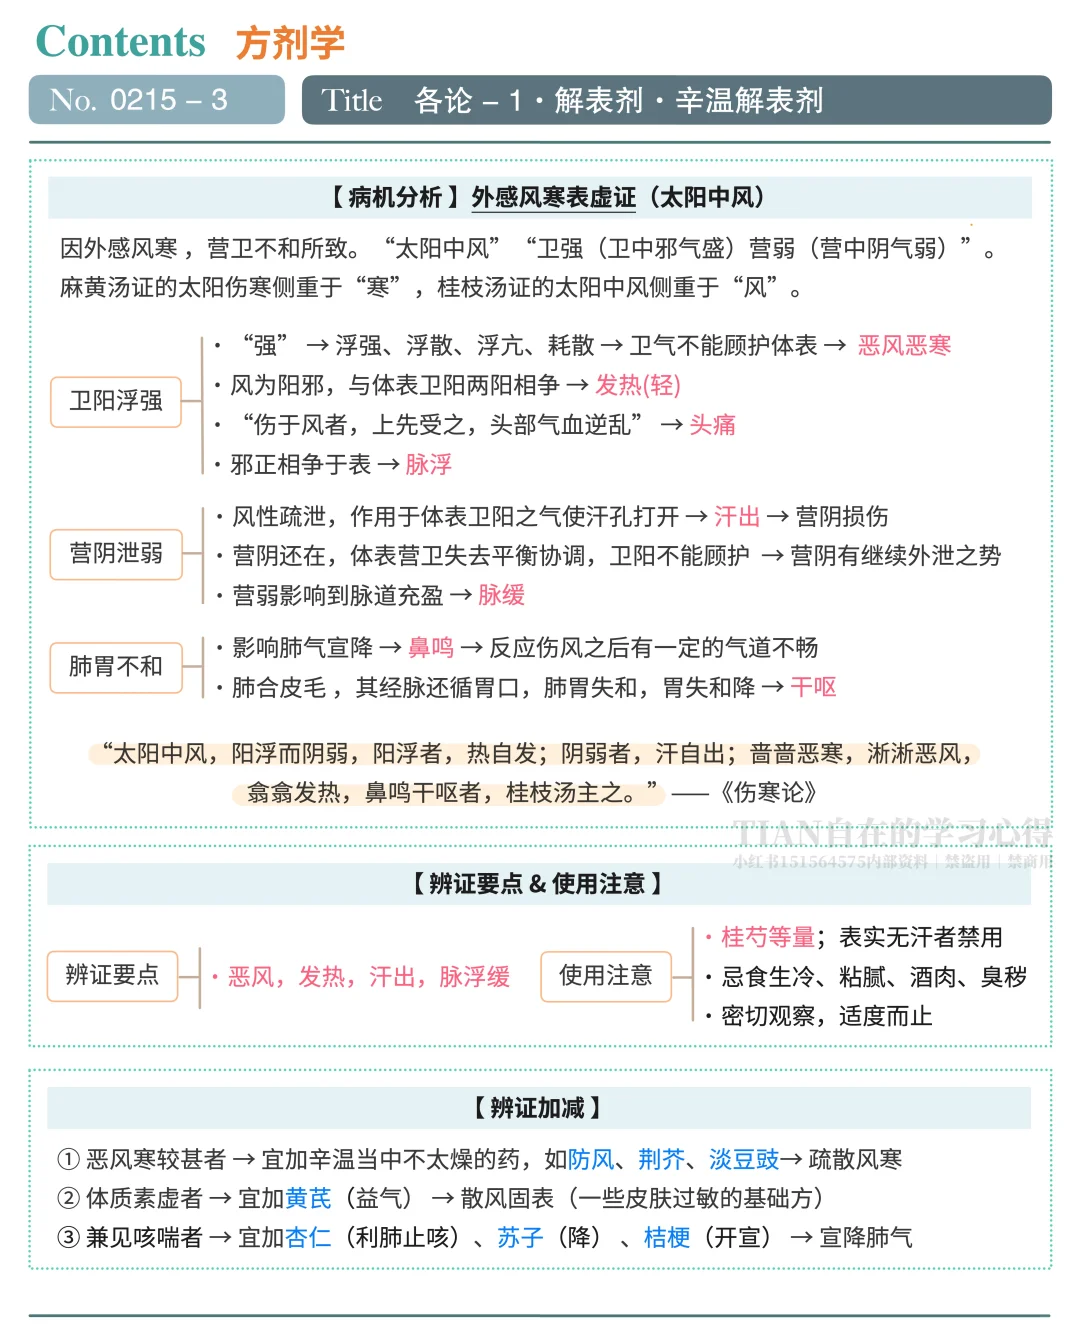 Contents 方剂学
No. 0215 – 3
Title 各论 – 1 · 解表剂 · 辛温解表剂
【 病机分析 】外感风寒表虚证（太阳中风）
因外感风寒 ，营卫不和所致。 “太阳中风” “卫强（卫中邪气盛）营弱（营中阴气弱）” 。
麻黄汤证的太阳伤寒侧重于 “寒” ，桂枝汤证的太阳中风侧重于 “风” 。
卫阳浮强
· “强” → 浮强、浮散、浮亢、耗散 → 卫气不能顾护体表 → 恶风恶寒
· 风为阳邪，与体表卫阳两阳相争 → 发热(轻)
· “伤于风者，上先受之，头部气血逆乱” → 头痛
· 邪正相争于表 → 脉浮
营阴泄弱
· 风性疏泄，作用于体表卫阳之气使汗孔打开 → 汗出 → 营阴损伤
· 营阴还在，体表营卫失去平衡协调，卫阳不能顾护 → 营阴有继续外泄之势
· 营弱影响到脉道充盈 → 脉缓
肺胃不和
· 影响肺气宣降 → 鼻鸣 → 反应伤风之后有一定的气道不畅
· 肺合皮毛 ，其经脉还循胃口，肺胃失和，胃失和降 → 干呕
“太阳中风，阳浮而阴弱，阳浮者，热自发；阴弱者，汗自出；啬啬恶寒，淅淅恶风，
翕翕发热，鼻鸣干呕者，桂枝汤主之。” ——《伤寒论》
TIAN自在的学习心得
小红书151564575内部资料｜禁盗用｜禁商用
【 辨证要点 & 使用注意 】
辨证要点
· 恶风，发热，汗出，脉浮缓
使用注意
· 桂芍等量；表实无汗者禁用
· 忌食生冷、粘腻、酒肉、臭秽
· 密切观察，适度而止
【 辨证加减 】
① 恶风寒较甚者 → 宜加辛温当中不太燥的药，如防风、荆芥、淡豆豉→ 疏散风寒
② 体质素虚者 → 宜加黄芪（益气） → 散风固表（一些皮肤过敏的基础方）
③ 兼见咳喘者 → 宜加杏仁（利肺止咳）、苏子（降） 、桔梗（开宣） → 宣降肺气